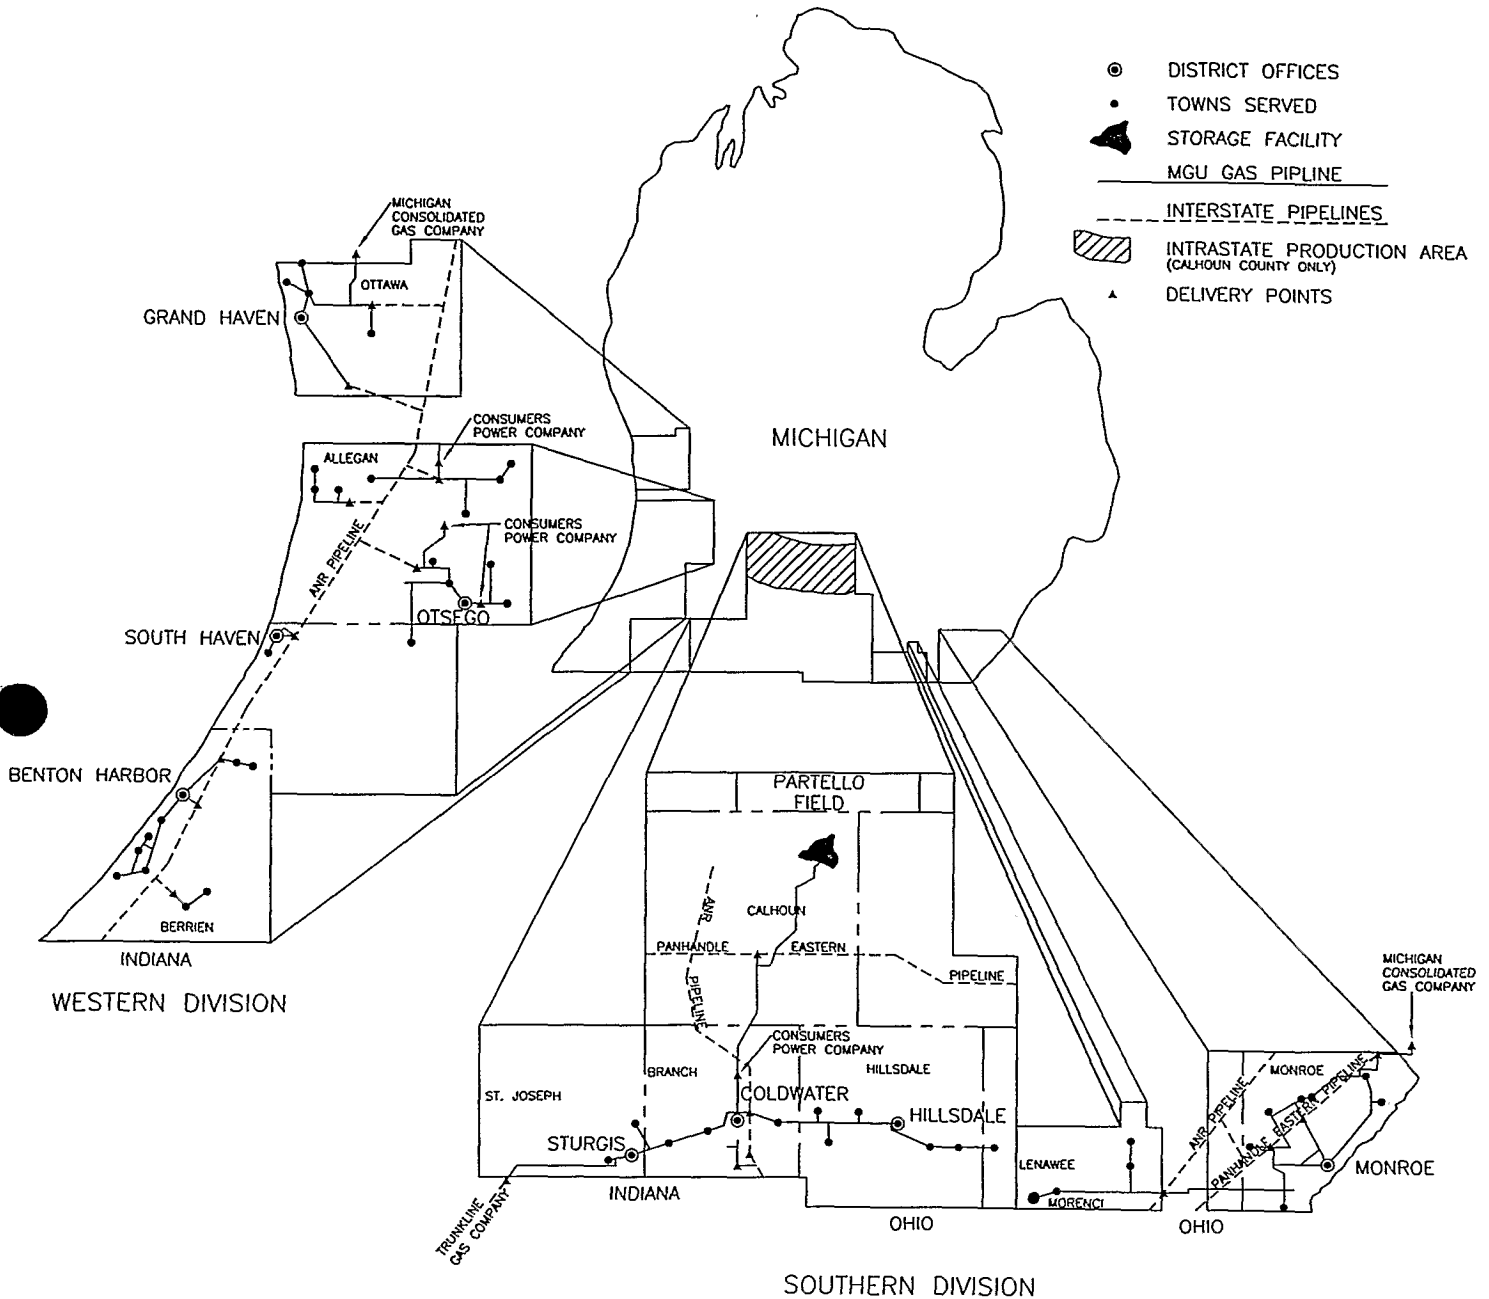 DISTRICT OFFICES
TOWNS SERVED
STORAGE FACILITY
MGU GAS PIPLINE
INTERSTATE PIPELINES
INTRASTATE PRODUCTION AREA
(CALHOUN COUNTY ONLY)
DELIVERY POINTS
MICHIGAN
CONSOLIDATED
GAS COMPANY
OTTAWA
GRAND HAVEN
CONSUMERS
POWER COMPANY
ALLEGAN
MICHIGAN
CONSUMERS
POWER COMPANY
ANR PIPELINE
OTSEGO
SOUTH HAVEN
BENTON HARBOR
BERRIEN
INDIANA
WESTERN DIVISION
PARTELLO
FIELD
CALHOUN
ANR
PIPELINE
PANHANDLE EASTERN
PIPELINE
CONSUMERS
POWER COMPANY
BRANCH
HILLSDALE
ST. JOSEPH
COLDWATER
HILLSDALE
STURGIS
INDIANA
TRUNKLINE
GAS COMPANY
OHIO
LENAWEE
MORENCI
MICHIGAN
CONSOLIDATED
GAS COMPANY
MONROE
ANR PIPELINE
PANHANDLE EASTERN PIPELINE
MONROE
OHIO
SOUTHERN DIVISION